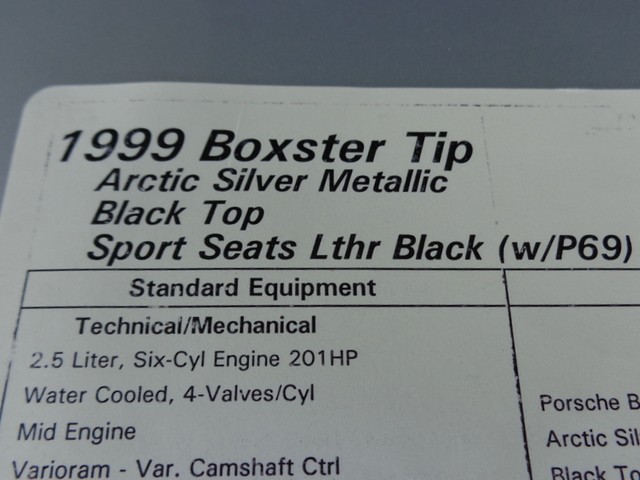 1999 Boxster Tip
Arctic Silver Metallic
Black Top
Sport Seats Lthr Black (w/P69)
Standard Equipment
Technical/Mechanical
2.5 Liter, Six-Cyl Engine 201HP
Water Cooled, 4-Valves/Cyl
Mid Engine
Varioram - Var. Camshaft Ctrl
Porsche B
Arctic Sil
Black To